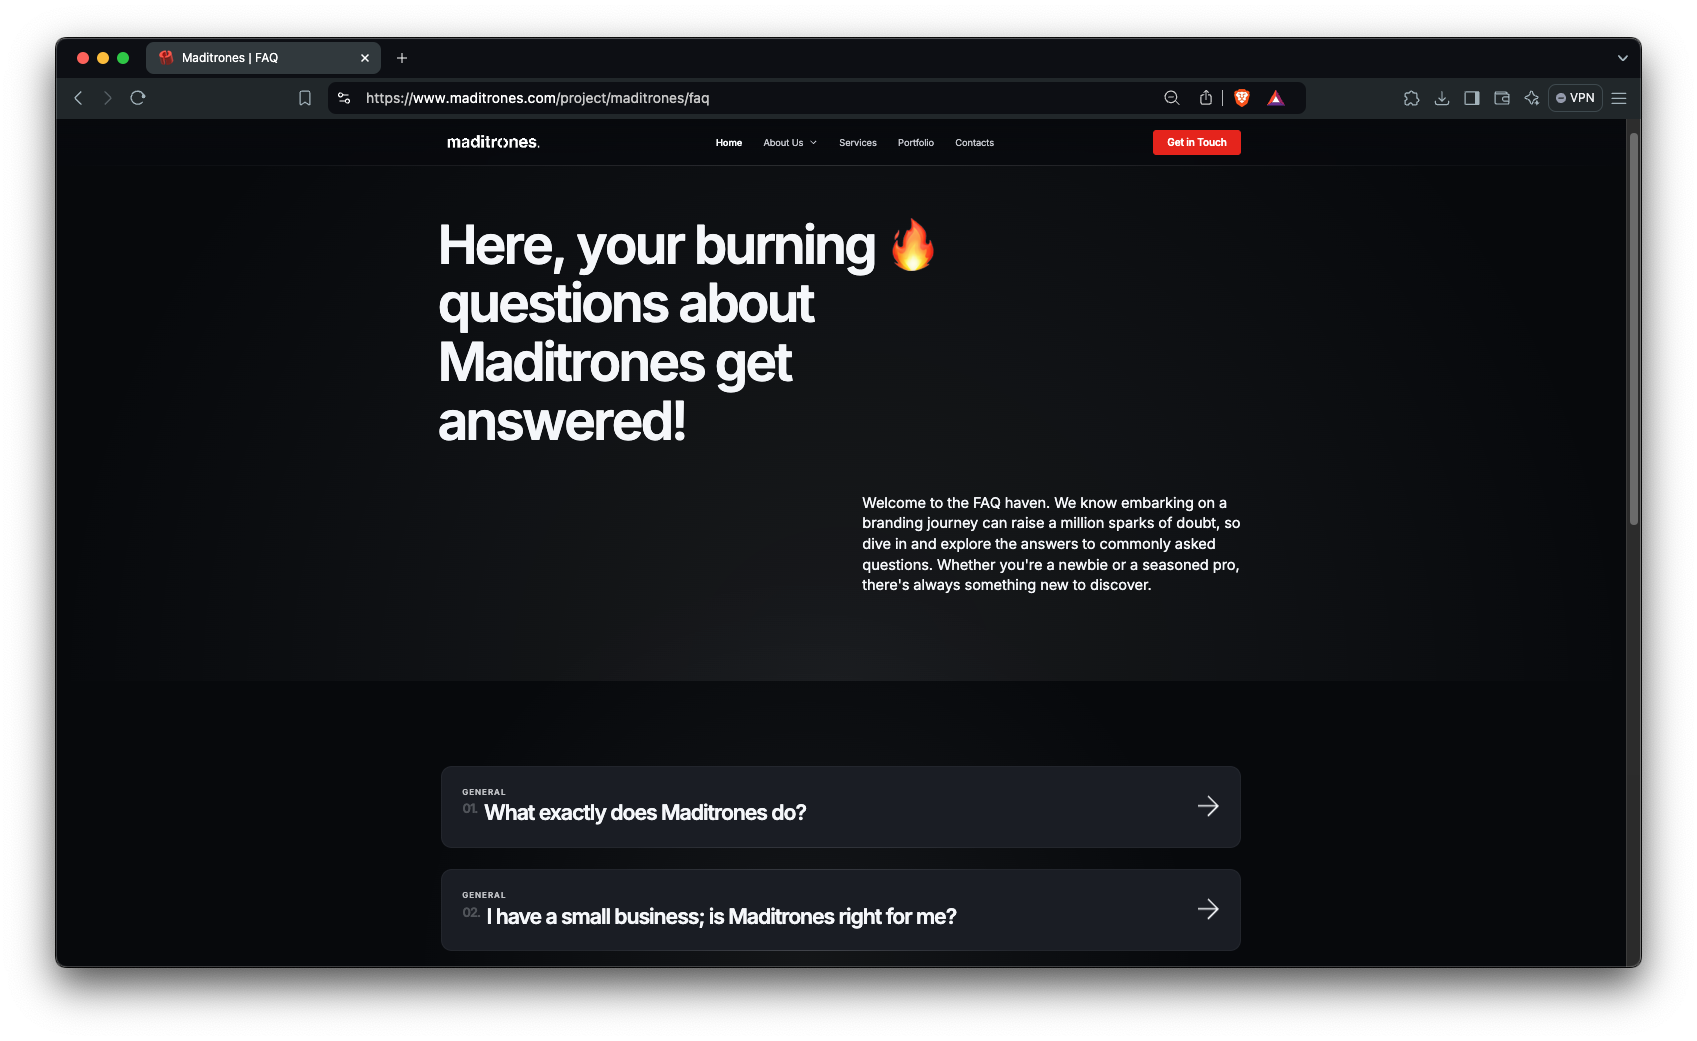 Maditrones | FAQ
https://www.maditrones.com/project/maditrones/faq
VPN
maditrones.
Home
About Us
Services
Portfolio
Contacts
Get in Touch
Here, your burning 🔥
questions about
Maditrones get
answered!
Welcome to the FAQ haven. We know embarking on a
branding journey can raise a million sparks of doubt, so
dive in and explore the answers to commonly asked
questions. Whether you're a newbie or a seasoned pro,
there's always something new to discover.
GENERAL
01. What exactly does Maditrones do?
GENERAL
02. I have a small business; is Maditrones right for me?